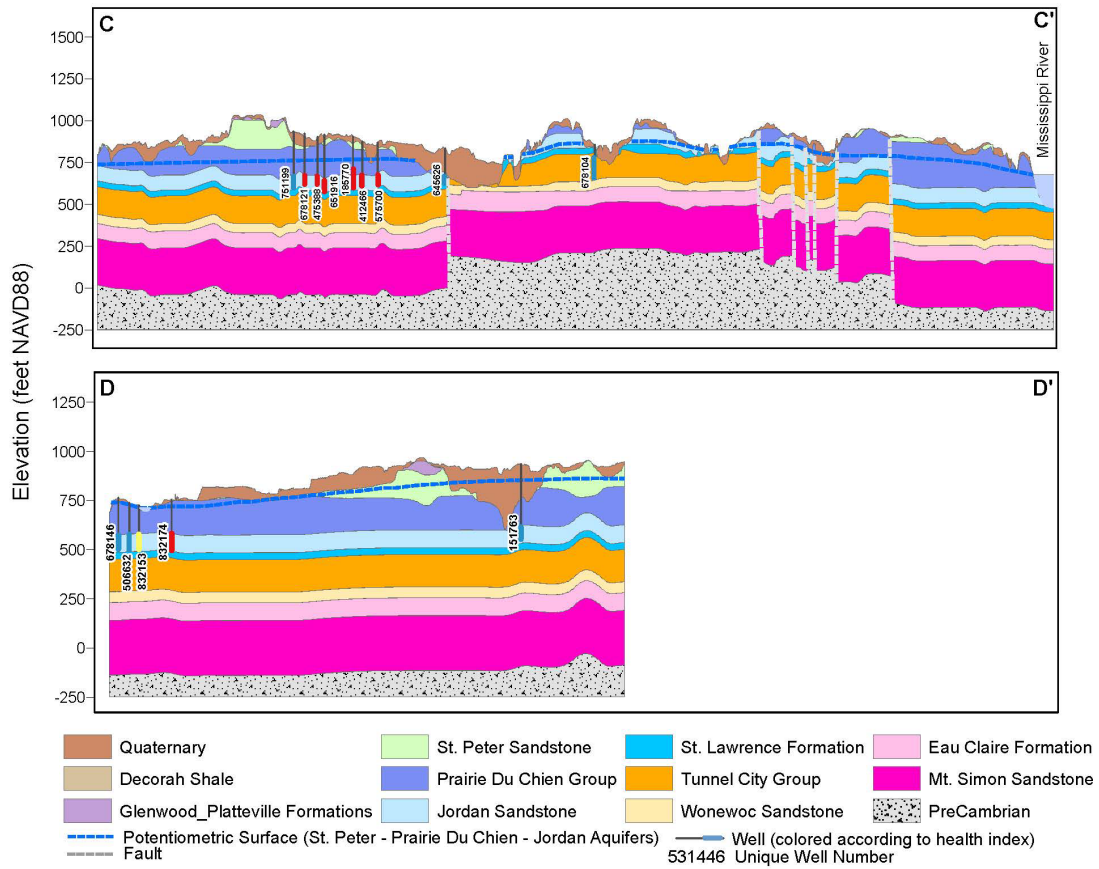 C
C'
1500
1250
1000
750
500
250
0
-250
Mississippi River
751199
678121
475388
651916
185770
412466
575700
645626
678104
Elevation (feet NAVD88)
D
D'
1250
1000
750
500
250
0
-250
678146
506632
832153
832174
151763
Quaternary
St. Peter Sandstone
St. Lawrence Formation
Eau Claire Formation
Decorah Shale
Prairie Du Chien Group
Tunnel City Group
Mt. Simon Sandstone
Glenwood_Platteville Formations
Jordan Sandstone
Wonewoc Sandstone
PreCambrian
Potentiometric Surface (St. Peter - Prairie Du Chien - Jordan Aquifers)
Well (colored according to health index)
Fault
531446 Unique Well Number